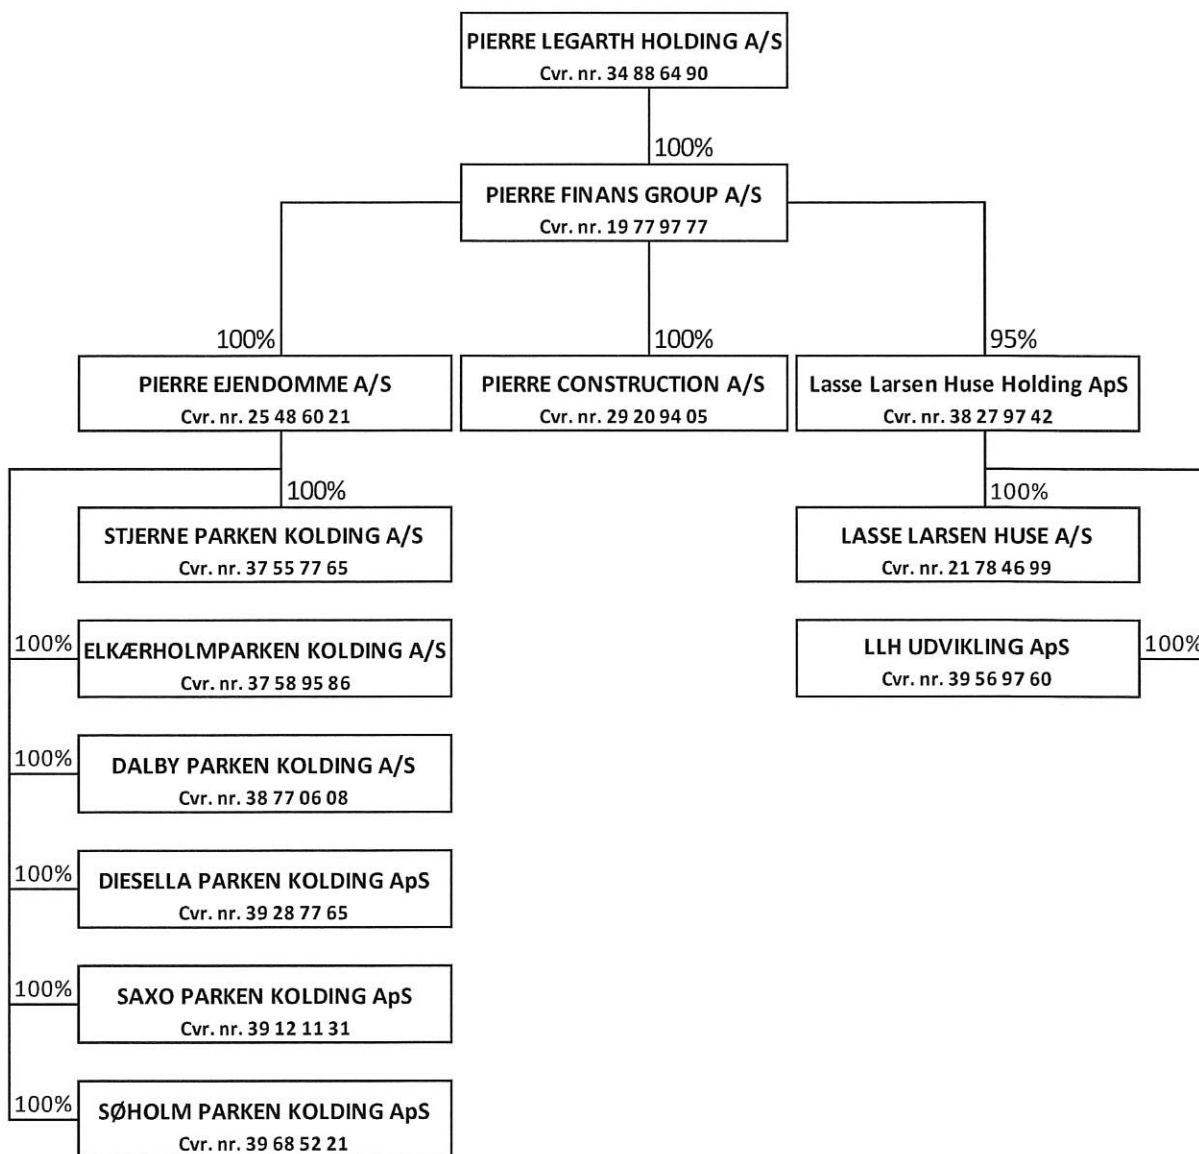 PIERRE LEGARTH HOLDING A/S
Cvr. nr. 34 88 64 90
100%
PIERRE FINANS GROUP A/S
Cvr. nr. 19 77 97 77
100%
100%
95%
PIERRE EJENDOMME A/S
Cvr. nr. 25 48 60 21
PIERRE CONSTRUCTION A/S
Cvr. nr. 29 20 94 05
Lasse Larsen Huse Holding ApS
Cvr. nr. 38 27 97 42
100%
STJERNE PARKEN KOLDING A/S
Cvr. nr. 37 55 77 65
100%
LASSE LARSEN HUSE A/S
Cvr. nr. 21 78 46 99
100%
ELKÆRHOLMPARKEN KOLDING A/S
Cvr. nr. 37 58 95 86
LLH UDVIKLING ApS
Cvr. nr. 39 56 97 60
100%
100%
DALBY PARKEN KOLDING A/S
Cvr. nr. 38 77 06 08
100%
DIESELLA PARKEN KOLDING ApS
Cvr. nr. 39 28 77 65
100%
SAXO PARKEN KOLDING ApS
Cvr. nr. 39 12 11 31
100%
SØHOLM PARKEN KOLDING ApS
Cvr. nr. 39 68 52 21